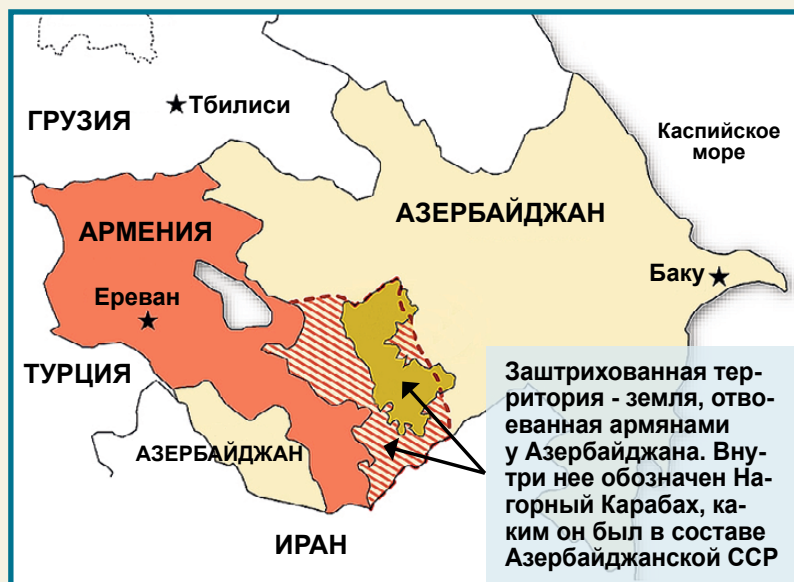 ГРУЗИЯ
Тбилиси
Каспийское
море
АЗЕРБАЙДЖАН
АРМЕНИЯ
Баку
Ереван
ТУРЦИЯ
АЗЕРБАЙДЖАН
ИРАН
Заштрихованная тер-
ритория - земля, отво-
еванная армянами
у Азербайджана. Вну-
три нее обозначен На-
горный Карабах, ка-
ким он был в составе
Азербайджанской ССР